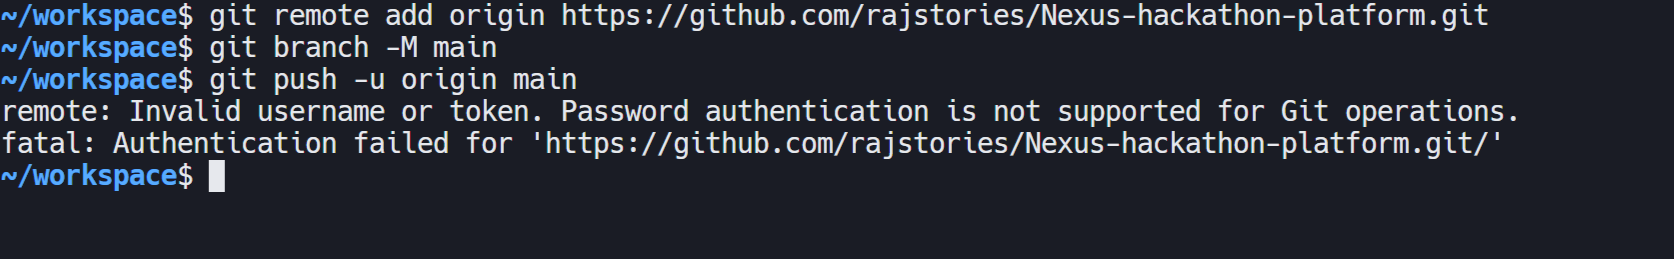 ~/workspace$ git remote add origin https://github.com/rajstories/Nexus-hackathon-platform.git
~/workspace$ git branch -M main
~/workspace$ git push -u origin main
remote: Invalid username or token. Password authentication is not supported for Git operations.
fatal: Authentication failed for 'https://github.com/rajstories/Nexus-hackathon-platform.git/'
~/workspace$